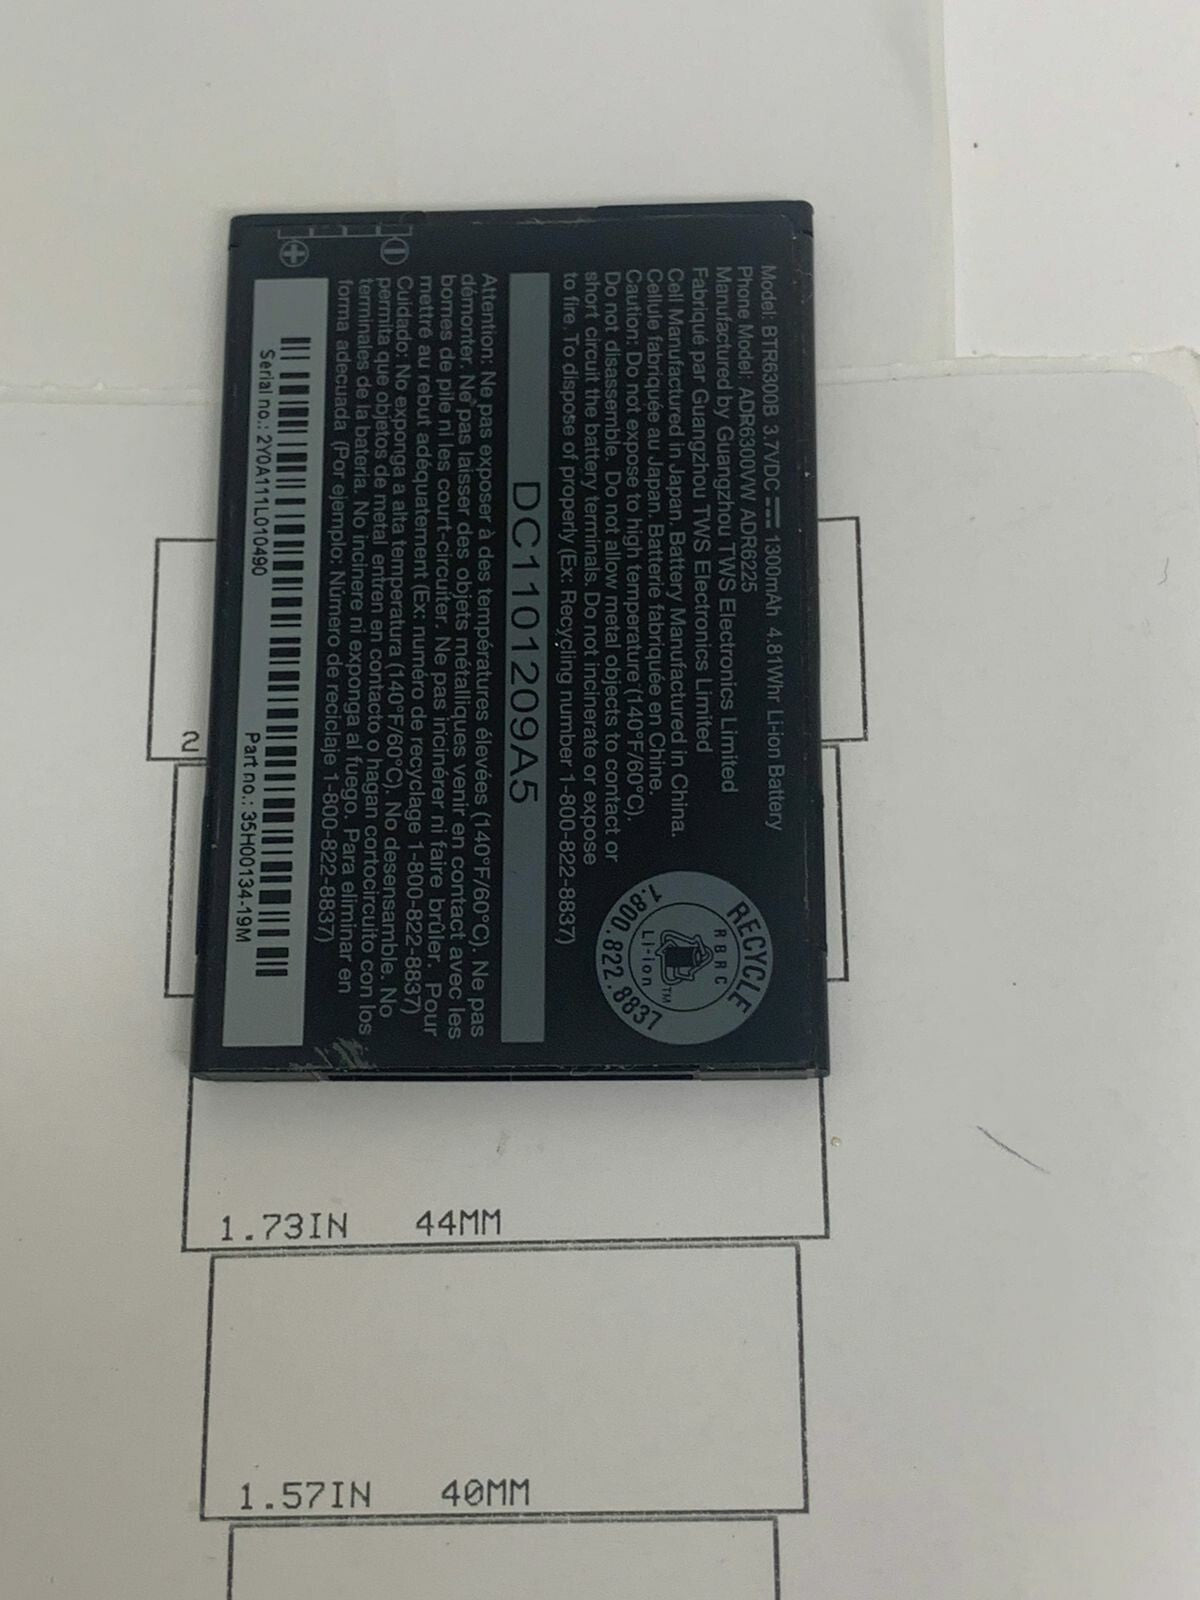 Model: BTR6300B 3.7VDC⎓ 1300mAh 4.81Whr Li-ion Battery
Phone Model: ADR6300VW ADR6225
Manufactured by Guangzhou TWS Electronics Limited
Fabriqué par Guangzhou TWS Electronics Limited
Cell Manufactured in Japan. Battery Manufactured in China.
Cellule fabriquée au Japan. Batterie fabriquée en Chine.
Caution: Do not expose to high temperature (140°F/60°C).
Do not disassemble. Do not allow metal objects to contact or
short circuit the battery terminals. Do not incinerate or expose
to fire. To dispose of properly (Ex: Recycling number 1-800-822-8837)
RECYCLE
RBRC
Li-ion
TM
1.800.822.8837
DC1101209A5
Attention: Ne pas exposer à des températures élevées (140°F/60°C). Ne pas
démonter. Ne pas laisser des objets métalliques venir en contact avec les
bornes de pile ni les court-circuiter. Ne pas incinérer ni faire brûler. Pour
mettré au rebut adéquatement (Ex: numéro de recyclage 1-800-822-8837)
Cuidado: No exponga a alta temperatura (140°F/60°C). No desensamble. No
permita que objetos de metal entren en contacto o hagan cortocircuito con los
terminales de la batería. No incinere ni exponga al fuego. Para eliminar en
forma adecuada (Por ejemplo: Número de reciclaje 1-800-822-8837)
Serial no.: 2Y0A111L010490
Part no.: 35H00134-19M
2
1.73IN 44MM
1.57IN 40MM